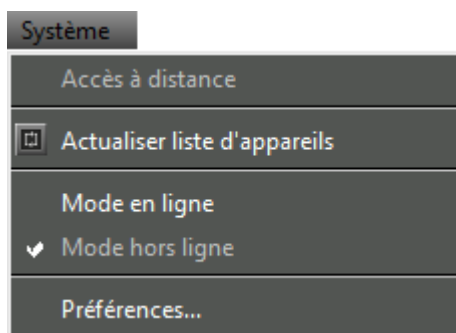 Système
Accès à distance
Actualiser liste d'appareils
Mode en ligne
Mode hors ligne
Préférences...